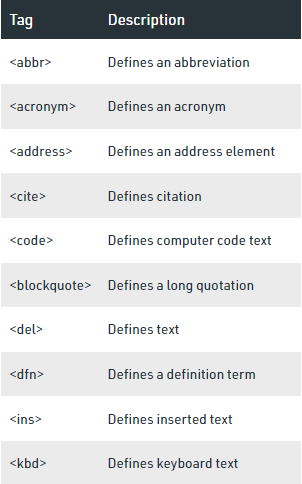 Tag Description
<abbr> Defines an abbreviation
<acronym> Defines an acronym
<address> Defines an address element
<cite> Defines citation
<code> Defines computer code text
<blockquote> Defines a long quotation
<del> Defines text
<dfn> Defines a definition term
<ins> Defines inserted text
<kbd> Defines keyboard text